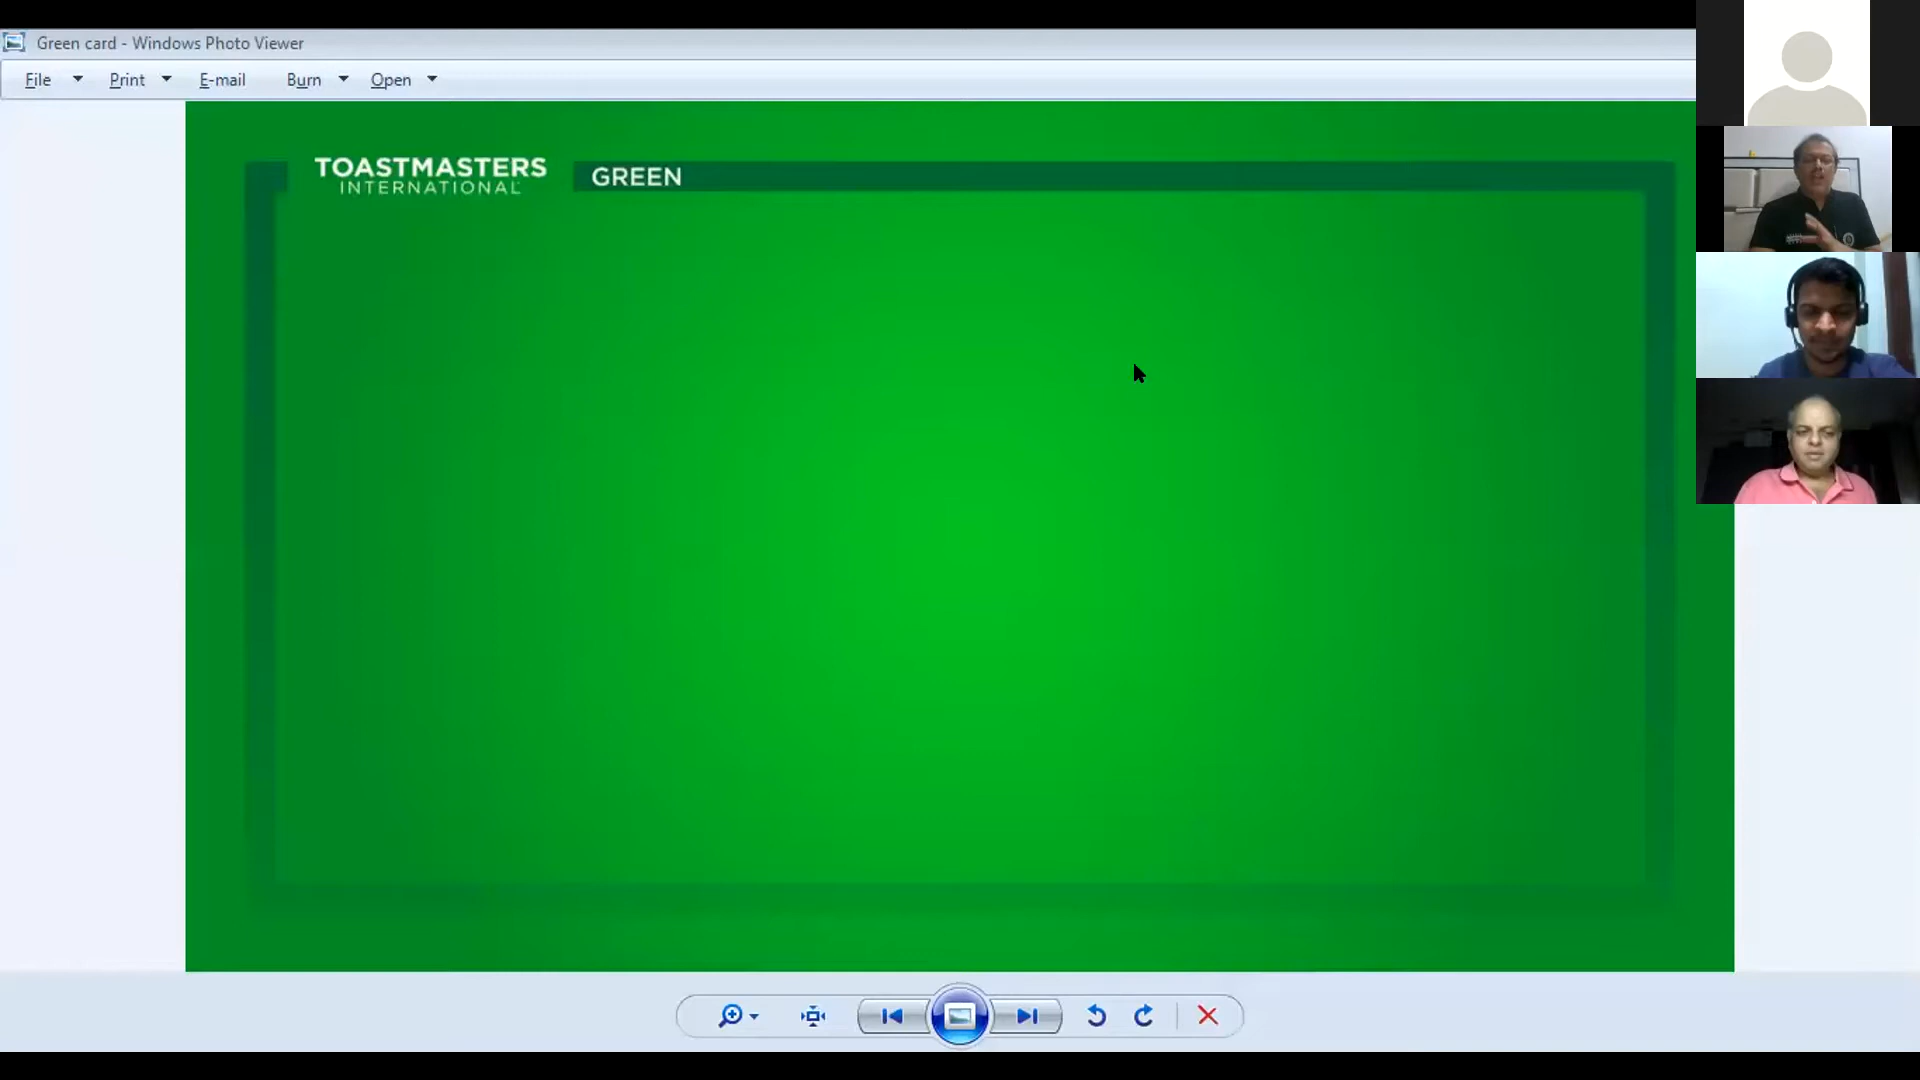 Green card - Windows Photo Viewer
File Print E-mail Burn Open
TOASTMASTERS
INTERNATIONAL
GREEN